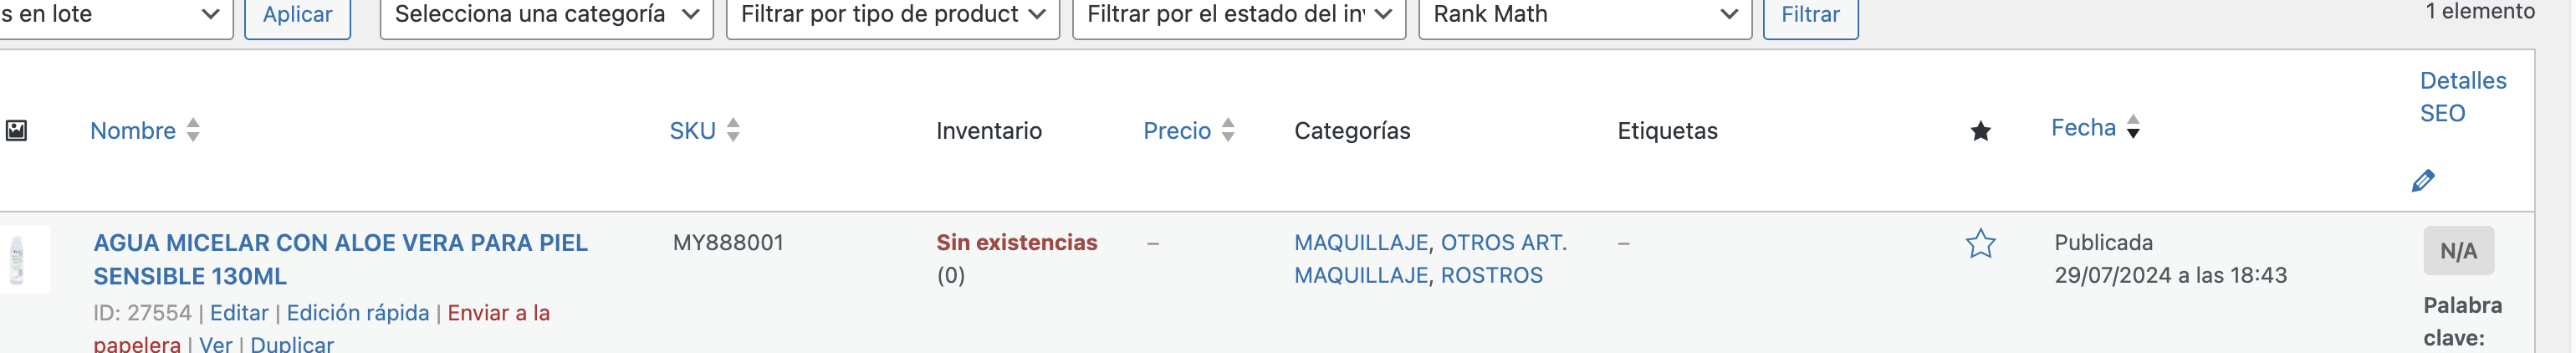 s en lote
Aplicar
Selecciona una categoría
Filtrar por tipo de product
Filtrar por el estado del in
Rank Math
Filtrar
1 elemento
Nombre
SKU
Inventario
Precio
Categorías
Etiquetas
Fecha
Detalles
SEO
AGUA MICELAR CON ALOE VERA PARA PIEL
SENSIBLE 130ML
ID: 27554 | Editar | Edición rápida | Enviar a la
papelera | Ver | Duplicar
MY888001
Sin existencias
(0)
–
MAQUILLAJE, OTROS ART.
MAQUILLAJE, ROSTROS
–
Publicada
29/07/2024 a las 18:43
N/A
Palabra
clave: